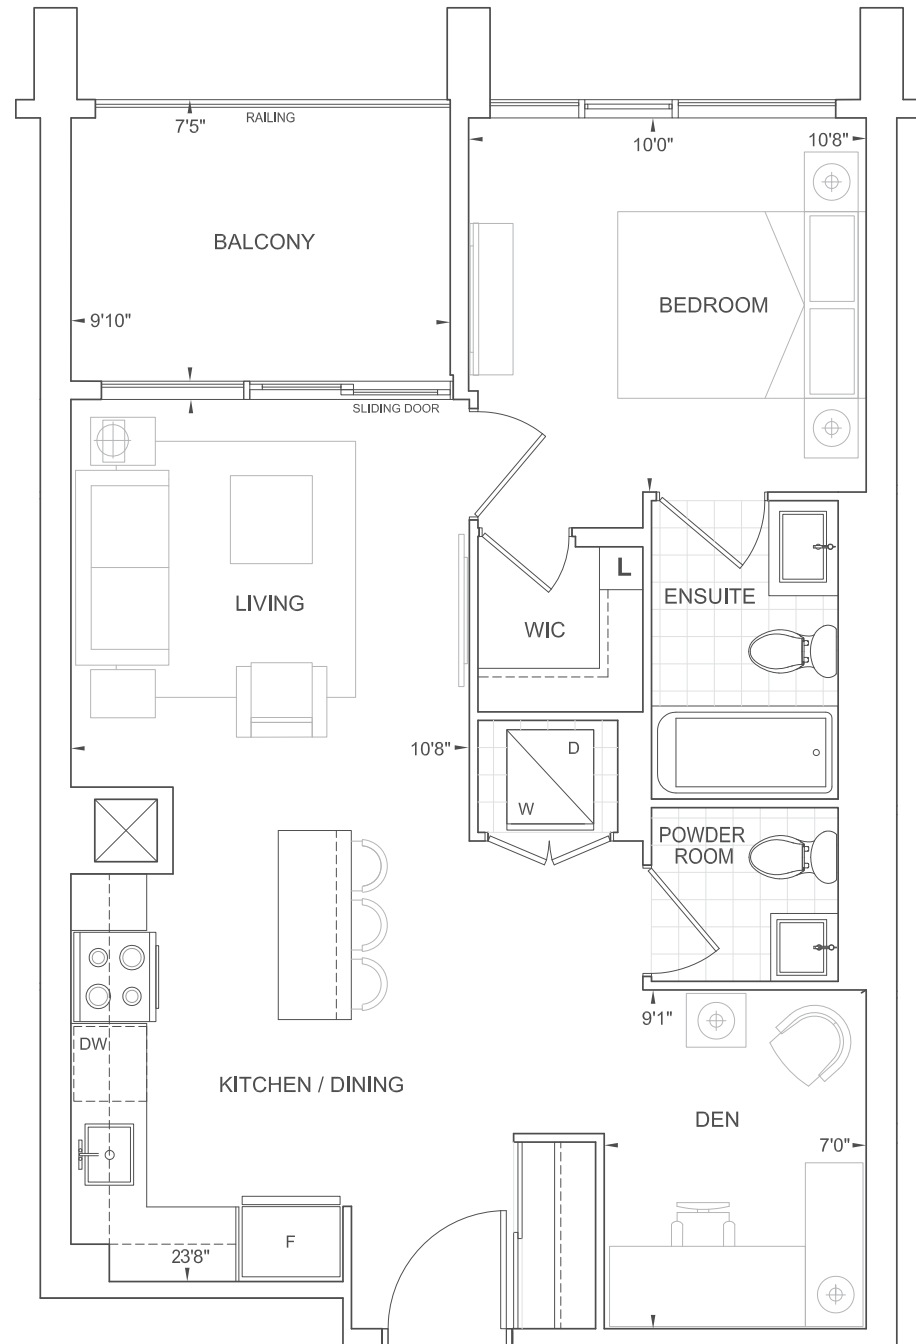 RAILING
7'5"
10'0"
10'8"
BALCONY
BEDROOM
9'10"
SLIDING DOOR
L
ENSUITE
LIVING
WIC
10'8"
D
W
POWDER
ROOM
9'1"
DW
KITCHEN / DINING
DEN
7'0"
F
23'8"